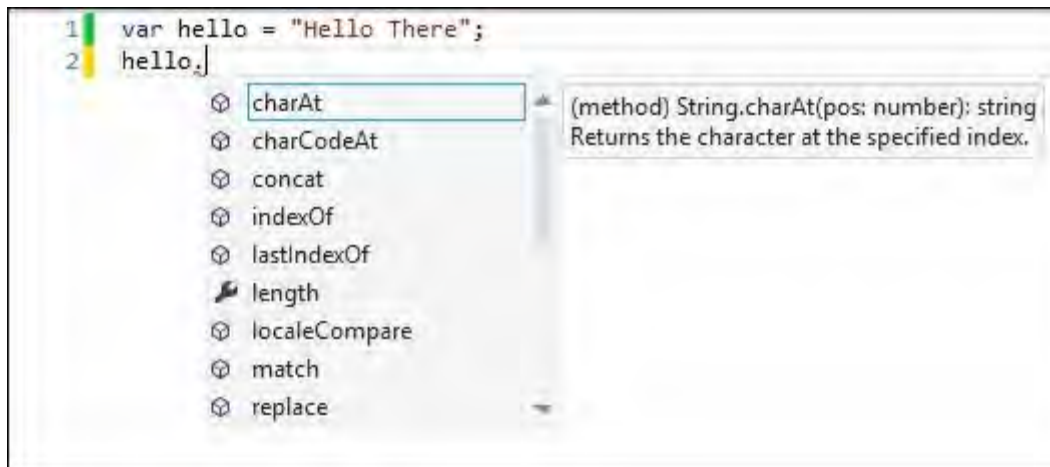 1 var hello = "Hello There";
2 hello.
charAt
(method) String.charAt(pos: number): string
Returns the character at the specified index.
charCodeAt
concat
indexOf
lastIndexOf
length
localeCompare
match
replace